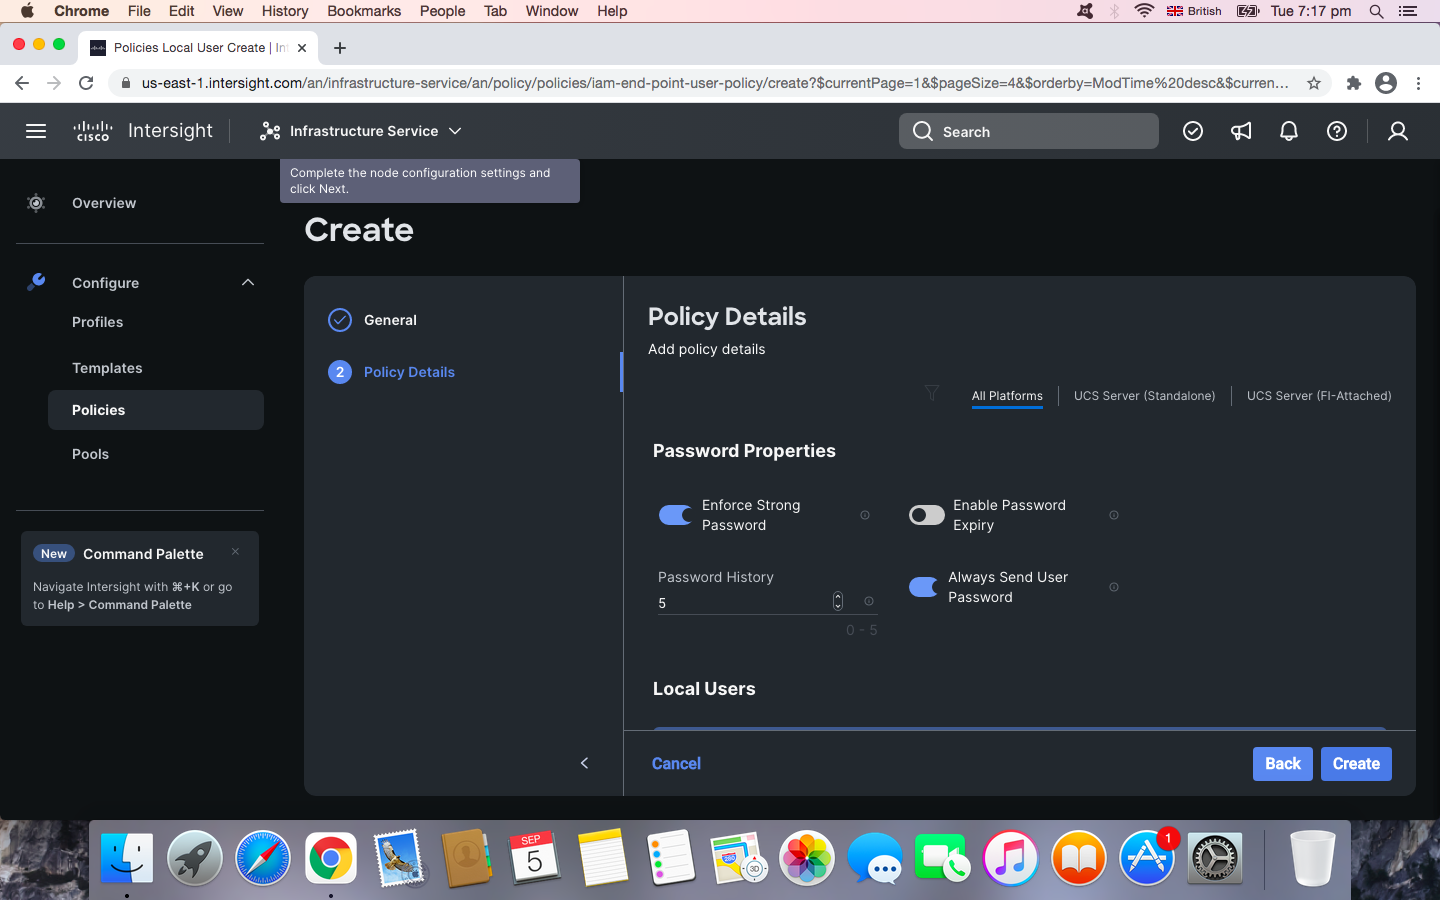 Chrome File Edit View History Bookmarks People Tab Window Help British Tue 7:17 pm
Policies Local User Create | Int
us-east-1.intersight.com/an/infrastructure-service/an/policy/policies/iam-end-point-user-policy/create?$currentPage=1&$pageSize=4&$orderby=ModTime%20desc&$curren...
CISCO Intersight Infrastructure Service Search
Complete the node configuration settings and
click Next.
Overview
Configure
Profiles
Templates
Policies
Pools
New Command Palette
Navigate Intersight with ⌘+K or go
to Help > Command Palette
Create
General
2 Policy Details
Policy Details
Add policy details
All Platforms UCS Server (Standalone) UCS Server (FI-Attached)
Password Properties
Enforce Strong
Password
Enable Password
Expiry
Password History
5
0 - 5
Always Send User
Password
Local Users
Cancel Back Create
SEP
5
280
3D
1